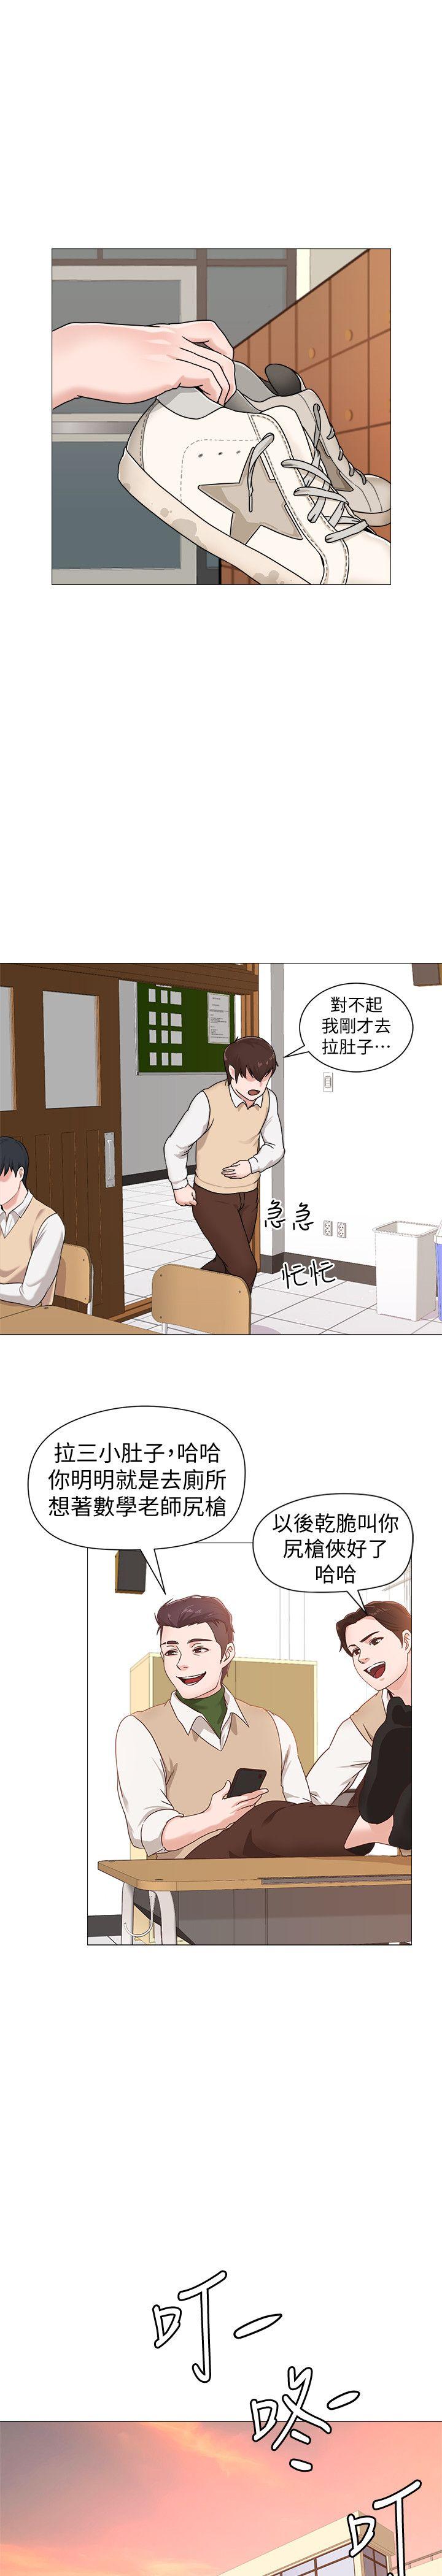 對不起
我剛才去
拉肚子…
急急
忙忙
拉三小肚子,哈哈
你明明就是去廁所
想著數學老師尻槍
以後乾脆叫你
尻槍俠好了
哈哈
叮—
咚—
叮